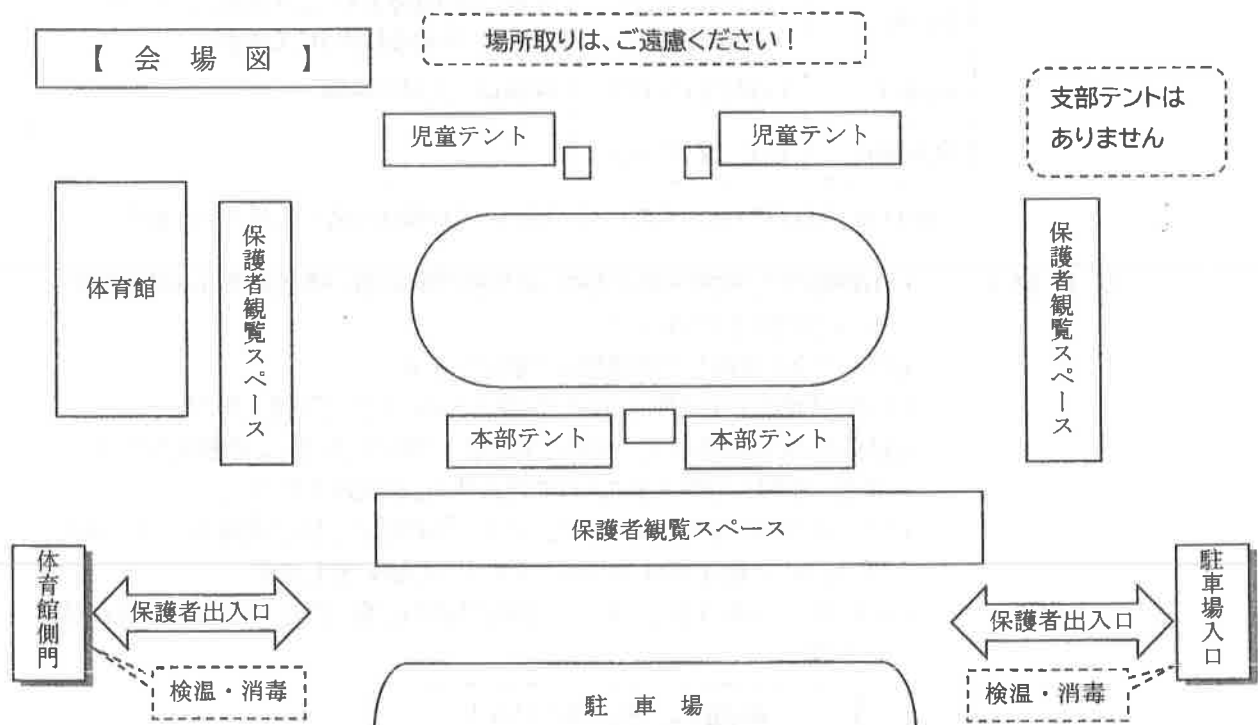 【 会 場 図 】
場所取りは、ご遠慮ください！
支部テントは
ありません
児童テント
児童テント
体育館
保護者観覧スペース
保護者観覧スペース
本部テント
本部テント
保護者観覧スペース
体育館側門
保護者出入口
保護者出入口
駐車場入口
検温・消毒
検温・消毒
駐 車 場